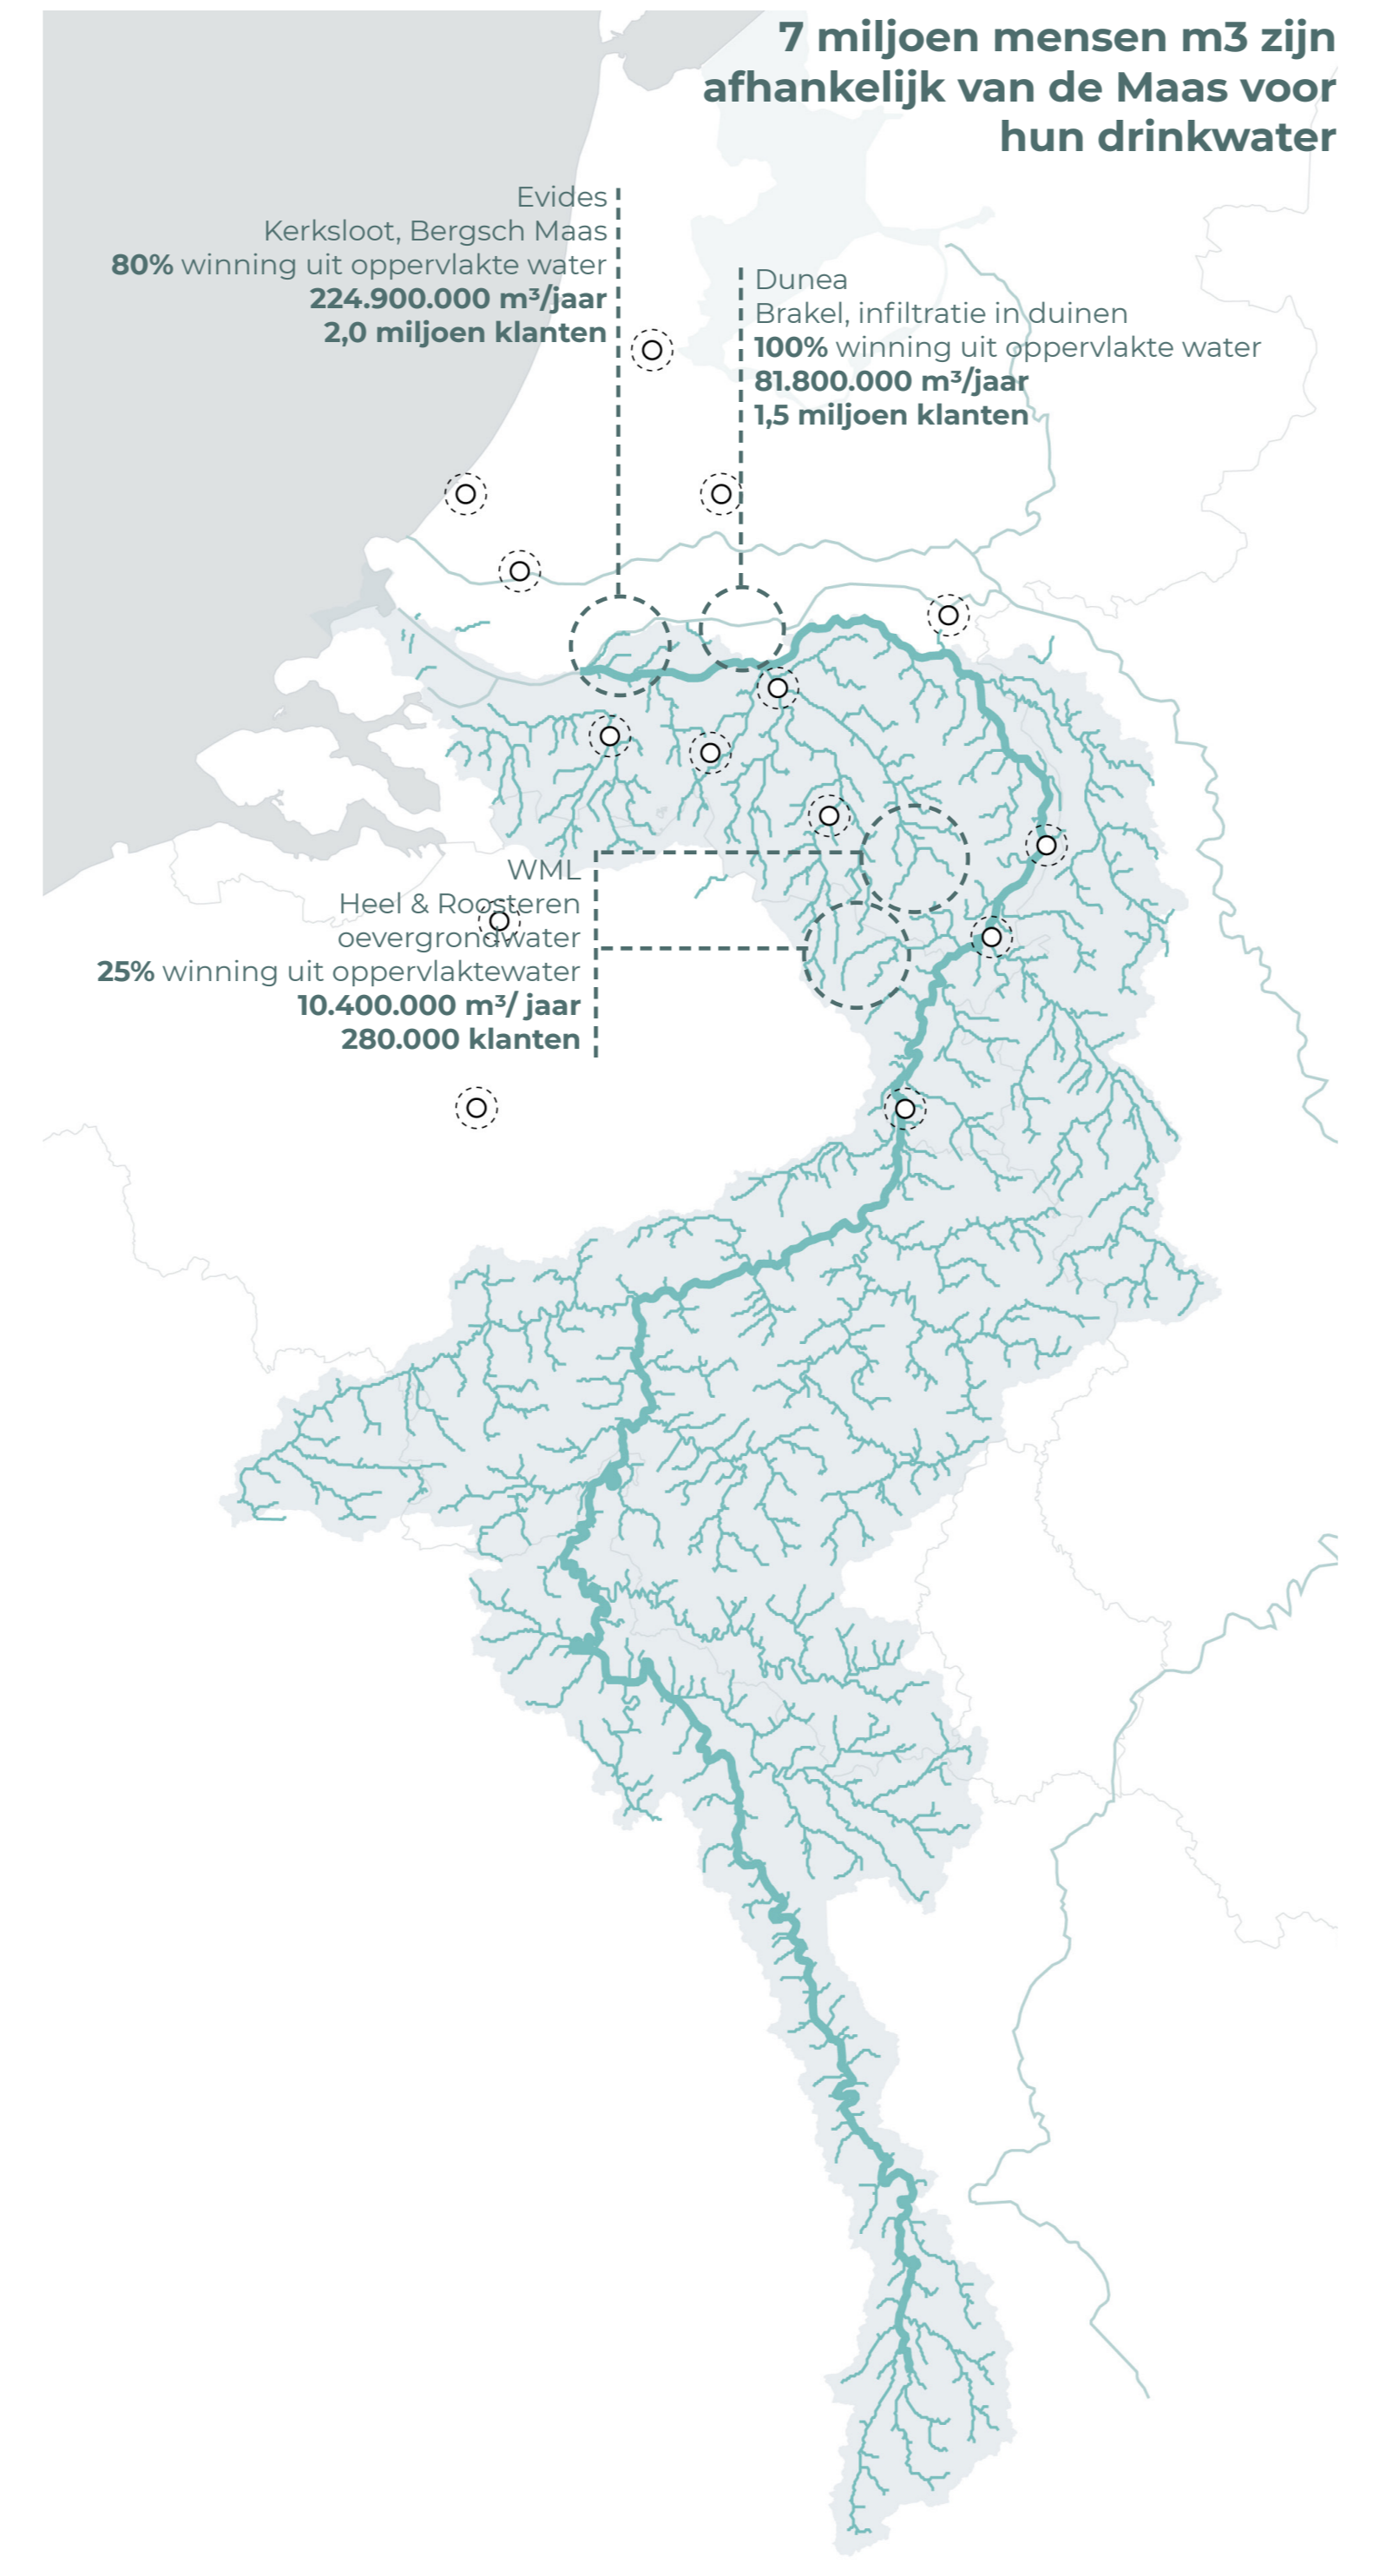 7 miljoen mensen m3 zijn
afhankelijk van de Maas voor
hun drinkwater
Evides
Kerksloot, Bergsch Maas
80% winning uit oppervlakte water
224.900.000 m³/jaar
2,0 miljoen klanten
Dunea
Brakel, infiltratie in duinen
100% winning uit oppervlakte water
81.800.000 m³/jaar
1,5 miljoen klanten
WML
Heel & Roosteren
oevergrondwater
25% winning uit oppervlaktewater
10.400.000 m³/ jaar
280.000 klanten